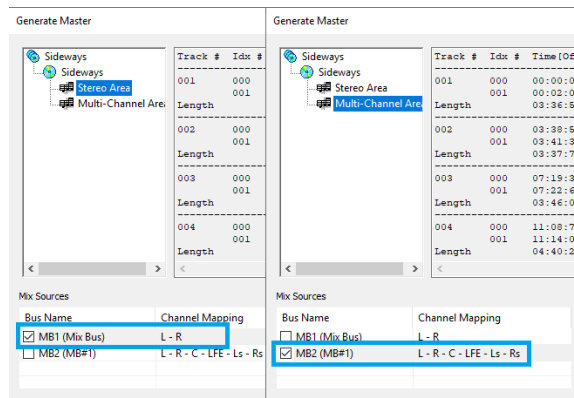 Generate Master
Sideways
Sideways
Stereo Area
Multi-Channel Area
Track # Idx #
001 000
001
Length
002 000
001
Length
003 000
001
Length
004 000
001
Length
Mix Sources
Bus Name Channel Mapping
MB1 (Mix Bus) L - R
MB2 (MB#1) L - R - C - LFE - Ls - Rs
Generate Master
Sideways
Sideways
Stereo Area
Multi-Channel Area
Track # Idx # Time[Of
001 000 00:00:0
001 00:02:0
Length 03:36:5
002 000 03:38:5
001 03:41:3
Length 03:37:7
003 000 07:19:3
001 07:22:6
Length 03:46:0
004 000 11:08:7
001 11:14:0
Length 04:40:2
Mix Sources
Bus Name Channel Mapping
MB1 (Mix Bus) L - R
MB2 (MB#1) L - R - C - LFE - Ls - Rs